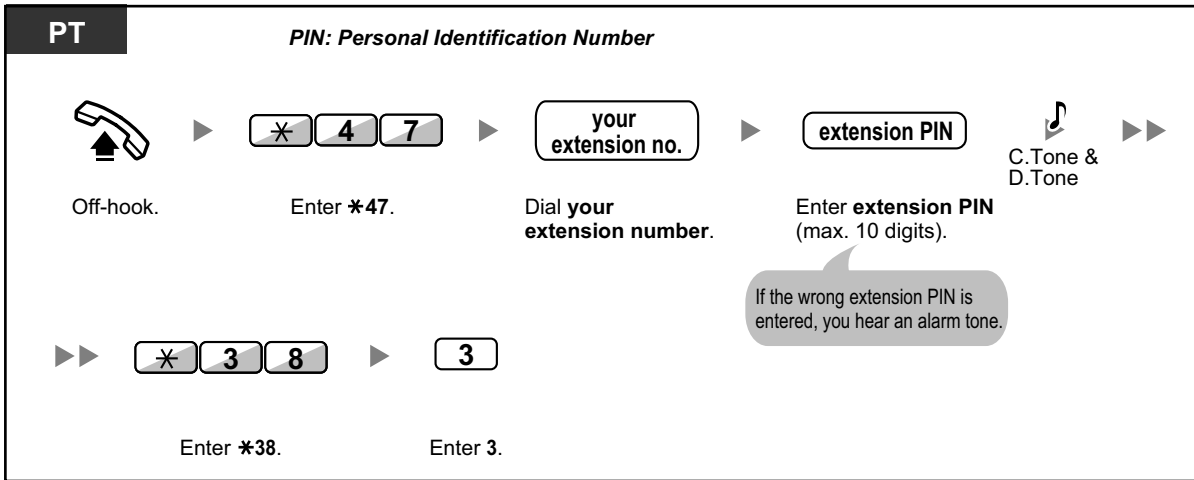 PT
PIN: Personal Identification Number
* 4 7
your
extension no.
extension PIN
C.Tone &
D.Tone
Off-hook.
Enter *47.
Dial your
extension number.
Enter extension PIN
(max. 10 digits).
If the wrong extension PIN is
entered, you hear an alarm tone.
* 3 8
3
Enter *38.
Enter 3.